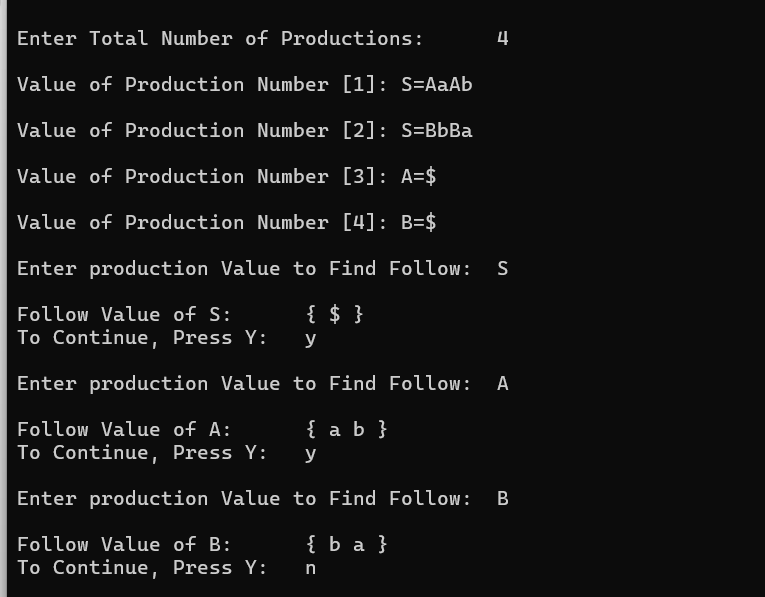 Enter Total Number of Productions: 4
Value of Production Number [1]: S=AaAb
Value of Production Number [2]: S=BbBa
Value of Production Number [3]: A=$
Value of Production Number [4]: B=$
Enter production Value to Find Follow: S
Follow Value of S: { $ }
To Continue, Press Y: y
Enter production Value to Find Follow: A
Follow Value of A: { a b }
To Continue, Press Y: y
Enter production Value to Find Follow: B
Follow Value of B: { b a }
To Continue, Press Y: n